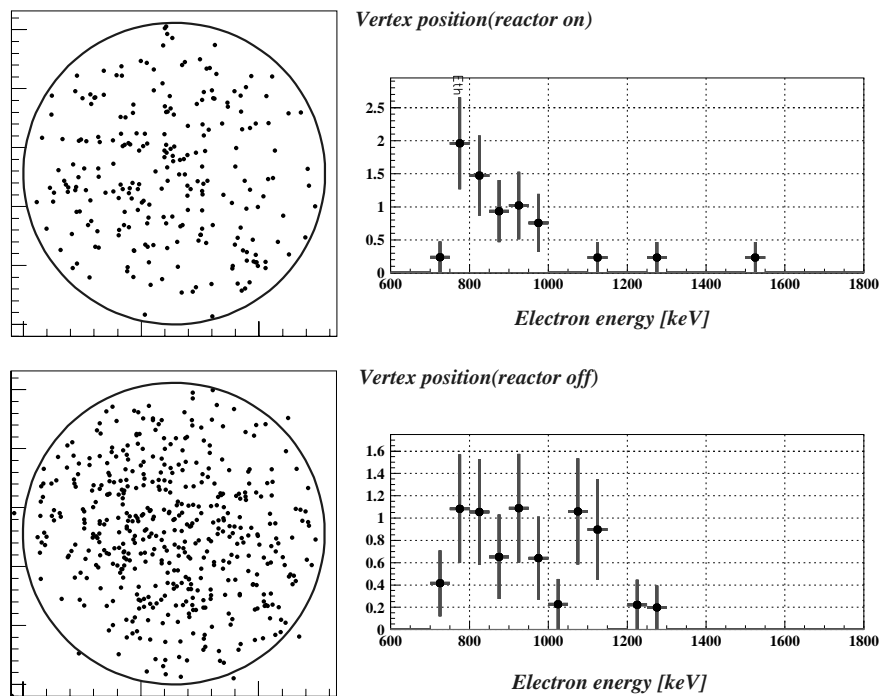 Vertex position(reactor on)
Eth
2.5
2
1.5
1
0.5
0
600 800 1000 1200 1400 1600 1800
Electron energy [keV]
Vertex position(reactor off)
1.6
1.4
1.2
1
0.8
0.6
0.4
0.2
0
600 800 1000 1200 1400 1600 1800
Electron energy [keV]